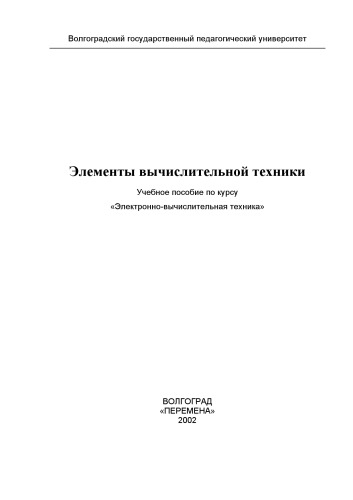 Волгоградский государственный педагогический университет
Элементы вычислительной техники
Учебное пособие по курсу
«Электронно-вычислительная техника»
ВОЛГОГРАД
«ПЕРЕМЕНА»
2002